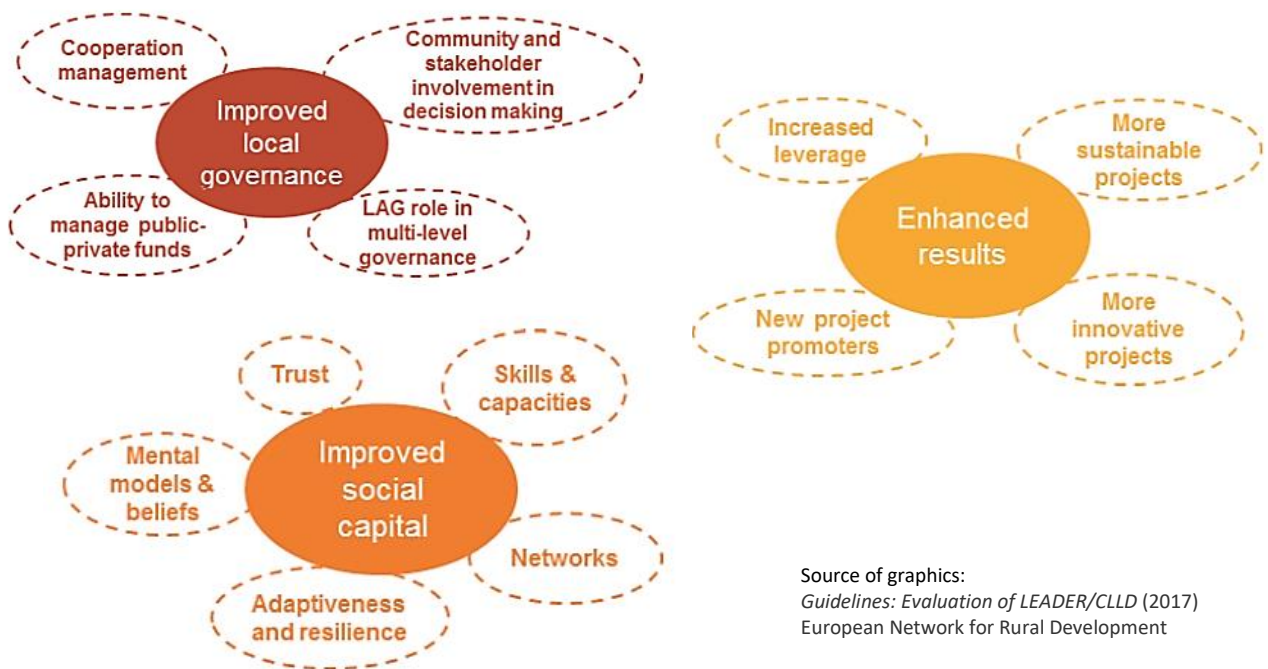 Cooperation
management
Community and
stakeholder
involvement in
decision making
Improved
local
governance
Ability to
manage public-
private funds
LAG role in
multi-level
governance
Increased
leverage
More
sustainable
projects
Enhanced
results
New project
promoters
More
innovative
projects
Trust
Skills &
capacities
Mental
models &
beliefs
Improved
social
capital
Networks
Adaptiveness
and resilience
Source of graphics:
Guidelines: Evaluation of LEADER/CLLD (2017)
European Network for Rural Development